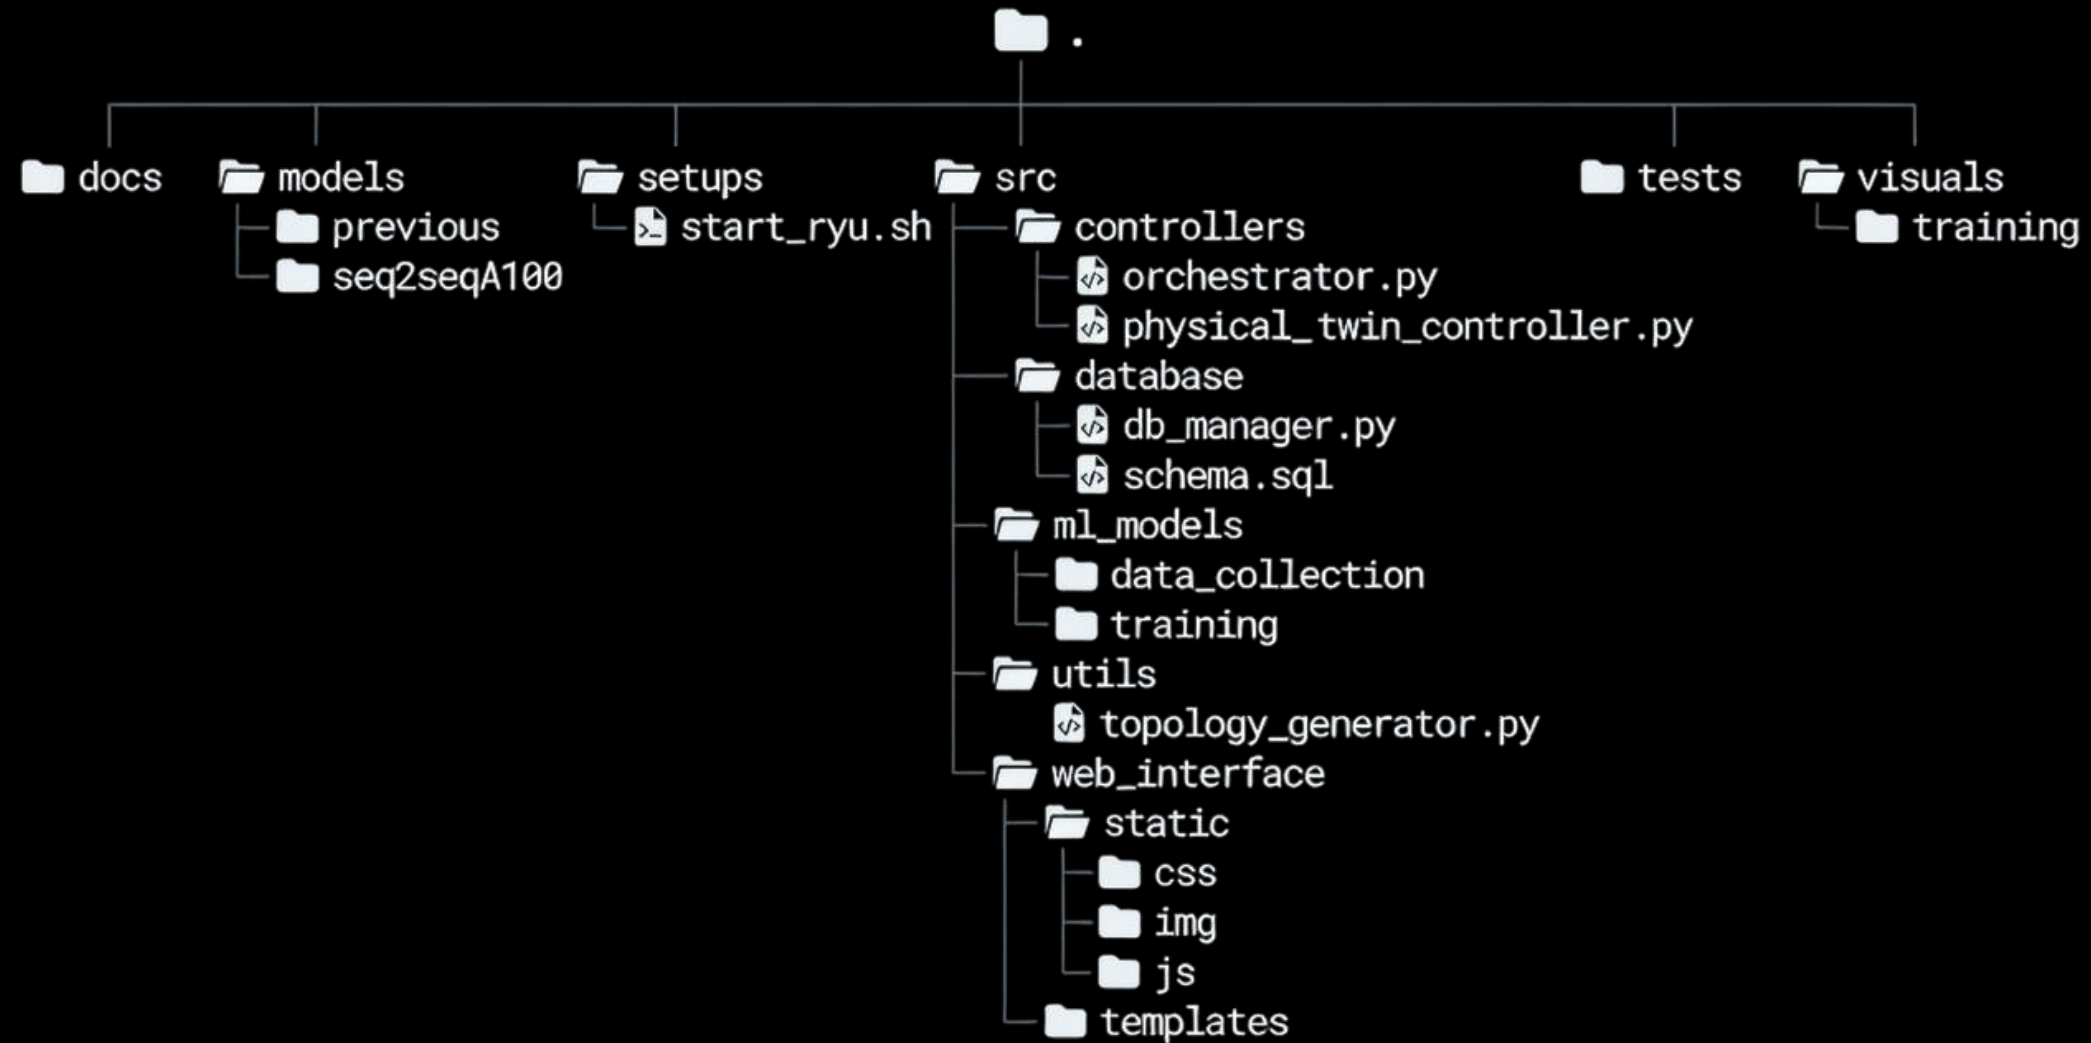 .
docs
models
previous
seq2seqA100
setups
start_ryu.sh
src
controllers
orchestrator.py
physical_twin_controller.py
database
db_manager.py
schema.sql
ml_models
data_collection
training
utils
topology_generator.py
web_interface
static
css
img
js
templates
tests
visuals
training